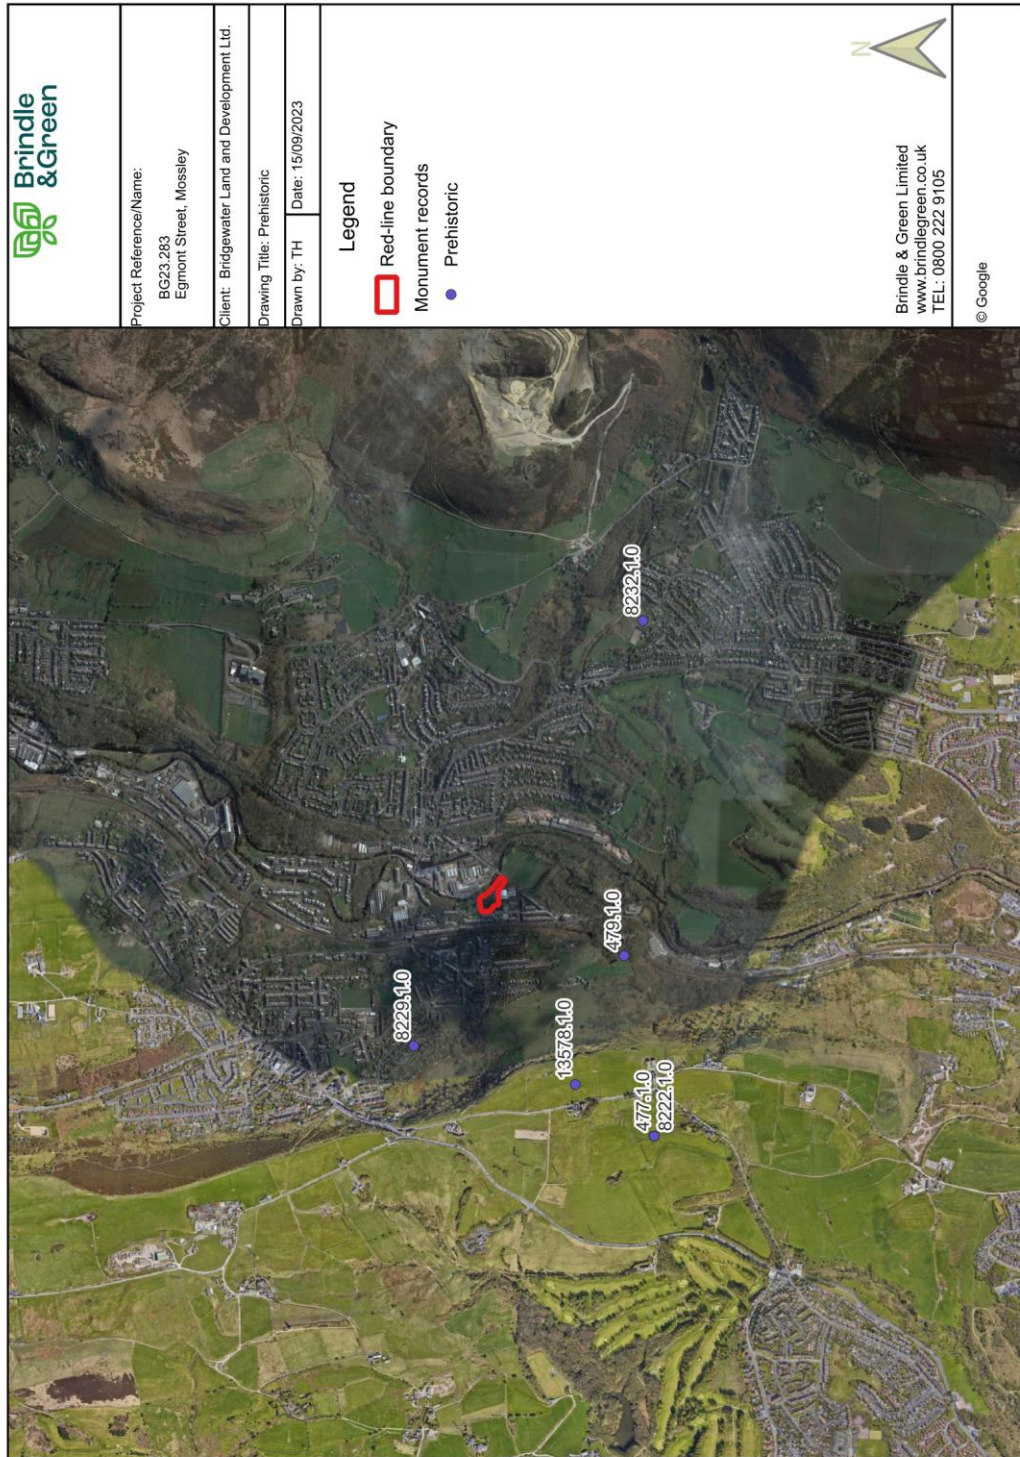 Brindle
&Green
Project Reference/Name:
BG23.283
Egmont Street, Mossley
Client: Bridgewater Land and Development Ltd.
Drawing Title: Prehistoric
Drawn by: TH
Date: 15/09/2023
Legend
Red-line boundary
Monument records
Prehistoric
N
Brindle & Green Limited
www.brindlegreen.co.uk
TEL: 0800 222 9105
© Google
8229.1.0
13578.1.0
477.1.0
8222.1.0
479.1.0
8232.1.0